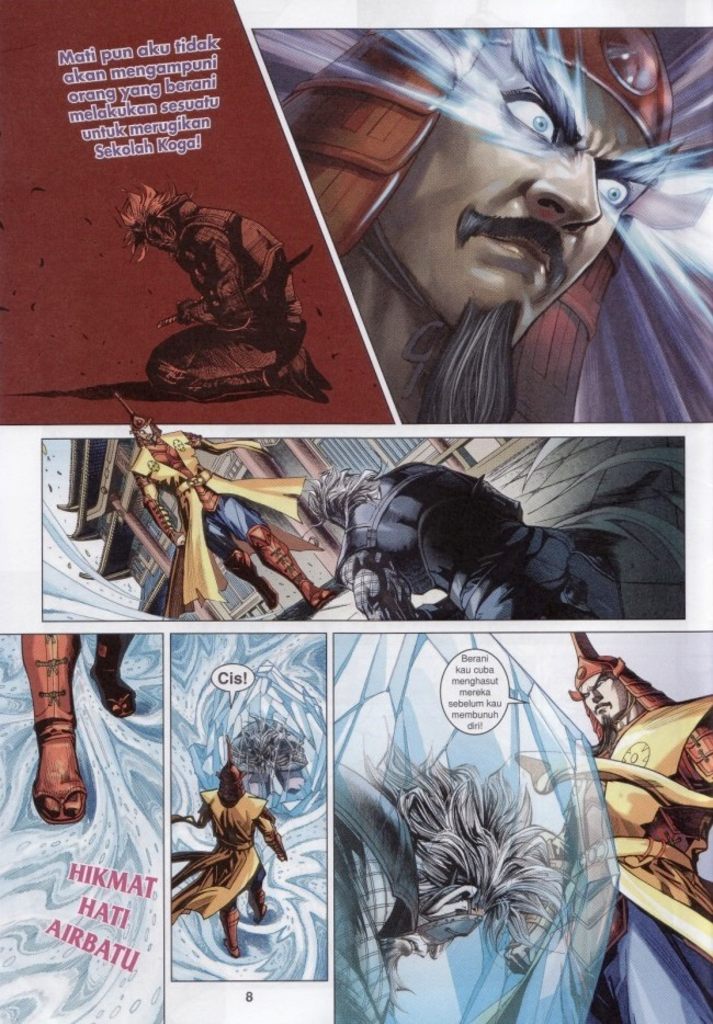 Mati pun aku tidak
akan mengampuni
orang yang berani
melakukan sesuatu
untuk merugikan
Sekolah Koga!
Cis!
Berani
kau cuba
menghasut
mereka
sebelum kau
membunuh
diri!
HIKMAT
HATI
AIRBATU
8